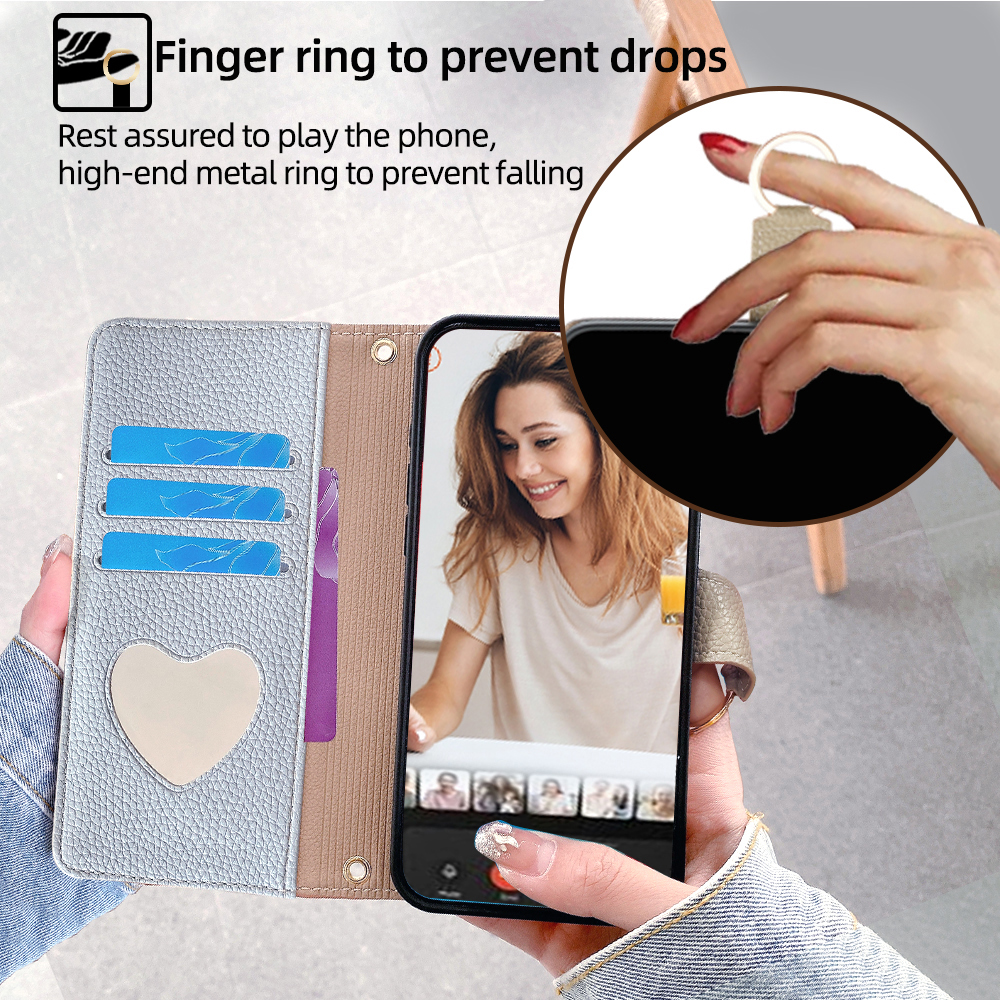 Finger ring to prevent drops
Rest assured to play the phone,
high-end metal ring to prevent falling